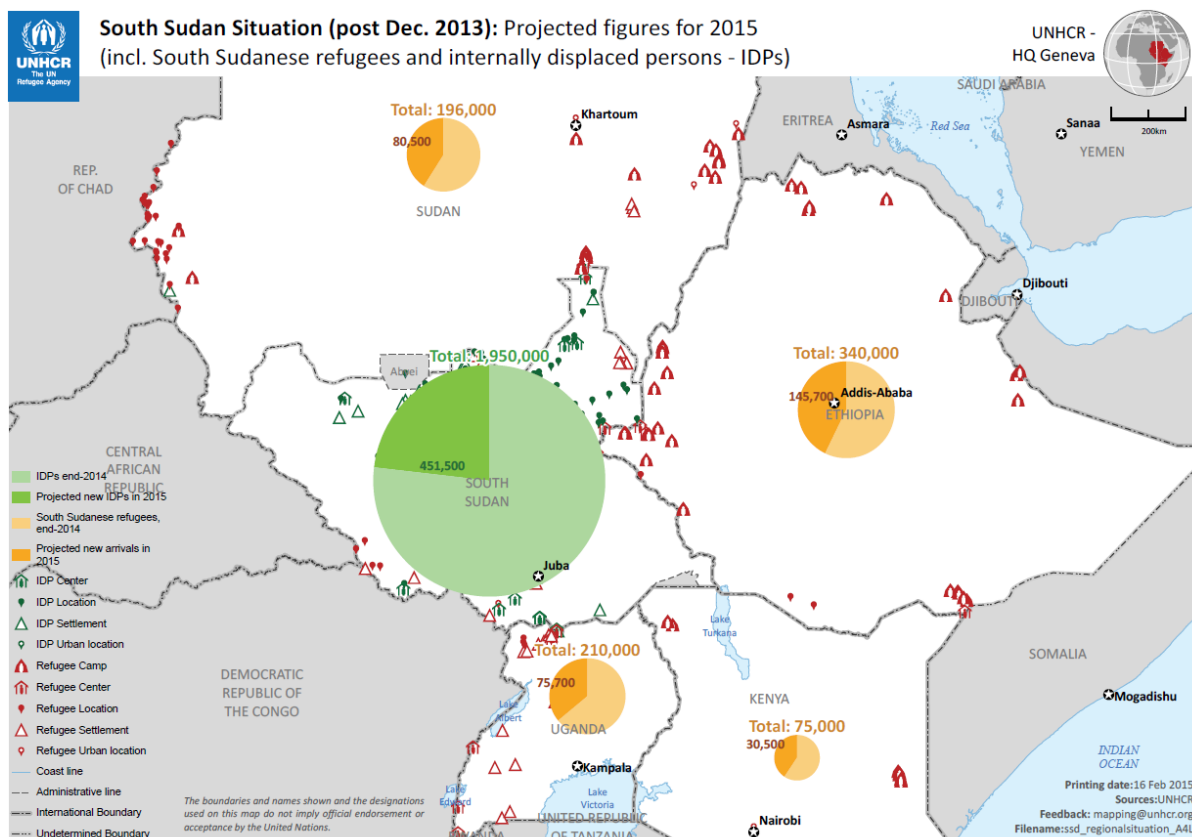 South Sudan Situation (post Dec. 2013): Projected figures for 2015
(incl. South Sudanese refugees and internally displaced persons - IDPs)
UNHCR
The UN
Refugee Agency
UNHCR -
HQ Geneva
200km
SAUDI ARABIA
Total: 196,000
80,500
SUDAN
Khartoum
ERITREA
Asmara
Red Sea
Sanaa
YEMEN
REP.
OF CHAD
Djibouti
DJIBOUTI
Total: 1,950,000
Abyei
451,500
SOUTH
SUDAN
Juba
Total: 340,000
145,700
Addis-Ababa
ETHIOPIA
CENTRAL
AFRICAN
REPUBLIC
IDPs end-2014
Projected new IDPs in 2015
South Sudanese refugees,
end-2014
Projected new arrivals in
2015
IDP Center
IDP Location
IDP Settlement
IDP Urban location
Refugee Camp
Refugee Center
Refugee Location
Refugee Settlement
Refugee Urban location
Coast line
Administrative line
International Boundary
Undetermined Boundary
DEMOCRATIC
REPUBLIC OF
THE CONGO
Total: 210,000
75,700
UGANDA
Lake
Albert
Kampala
Lake
Edward
Lake
Victoria
UNITED REPUBLIC
OF TANZANIA
Lake
Turkana
KENYA
Total: 75,000
30,500
Nairobi
SOMALIA
Mogadishu
INDIAN
OCEAN
The boundaries and names shown and the designations
used on this map do not imply official endorsement or
acceptance by the United Nations.
Printing date:16 Feb 2015
Sources:UNHCR
Feedback: mapping@unhcr.org
Filename:ssd_regionalsituation_A4L